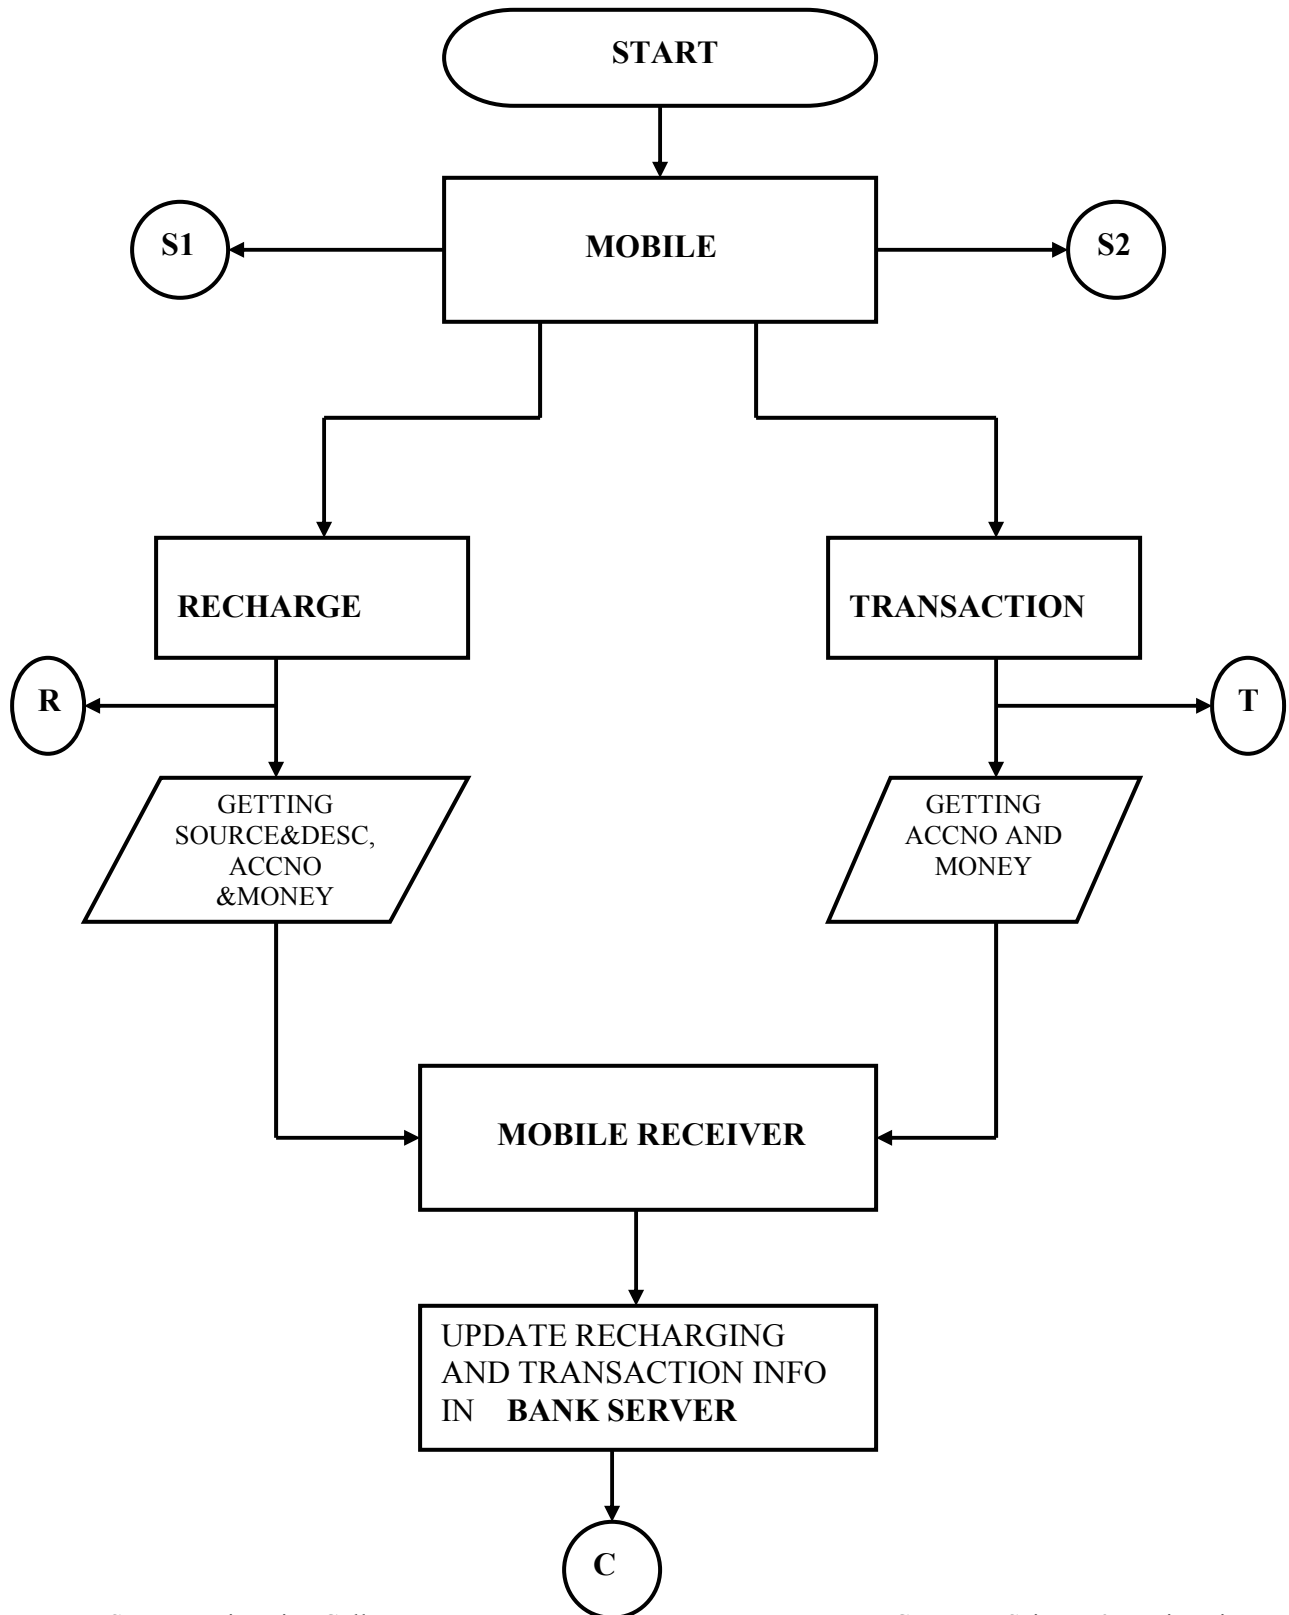 START
S1
MOBILE
S2
RECHARGE
TRANSACTION
R
T
GETTING
SOURCE&DESC,
ACCNO
&MONEY
GETTING
ACCNO AND
MONEY
MOBILE RECEIVER
UPDATE RECHARGING
AND TRANSACTION INFO
IN BANK SERVER
C